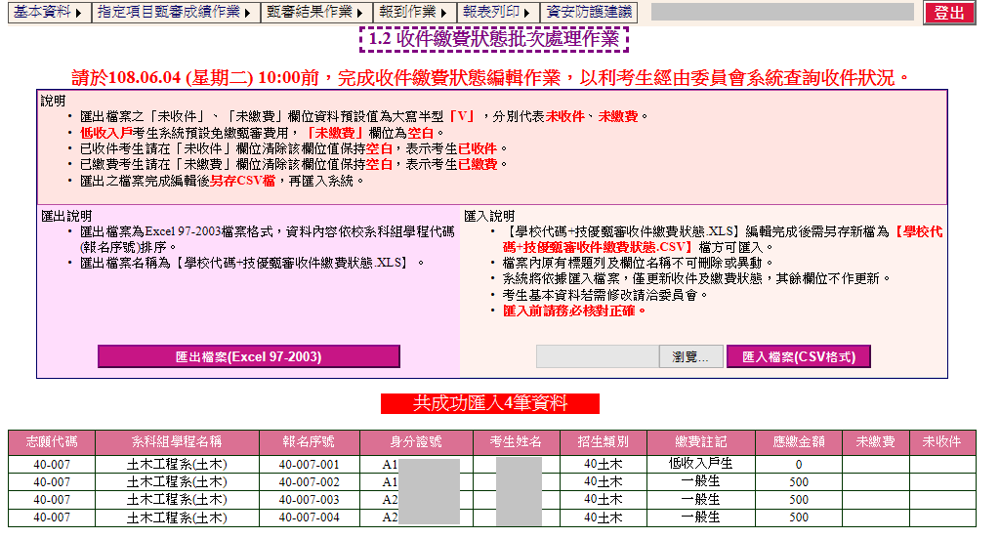 基本資料 指定項目甄審成績作業 甄審結果作業 報到作業 報表列印 資安防護建議 登出
1.2 收件繳費狀態批次處理作業
請於108.06.04 (星期二) 10:00前，完成收件繳費狀態編輯作業，以利考生經由委員會系統查詢收件狀況。
說明
• 匯出檔案之「未收件」、「未繳費」欄位資料預設值為大寫半型「V」，分別代表未收件、未繳費。
• 低收入戶考生系統預設免繳甄審費用，「未繳費」欄位為空白。
• 已收件考生請在「未收件」欄位清除該欄位值保持空白，表示考生已收件。
• 已繳費考生請在「未繳費」欄位清除該欄位值保持空白，表示考生已繳費。
• 匯出之檔案完成編輯後另存CSV檔，再匯入系統。
匯出說明
• 匯出檔案為Excel 97-2003檔案格式，資料內容依校系科組學程代碼
(報名序號)排序。
• 匯出檔案名稱為【學校代碼+技優甄審收件繳費狀態.XLS】。
匯出檔案(Excel 97-2003)
匯入說明
• 【學校代碼+技優甄審收件繳費狀態.XLS】編輯完成後需另存新檔為【學校代
碼+技優甄審收件繳費狀態.CSV】檔方可匯入。
• 檔案內原有標題列及欄位名稱不可刪除或異動。
• 系統將依據匯入檔案，僅更新收件及繳費狀態，其餘欄位不作更新。
• 考生基本資料若需修改請洽委員會。
• 匯入前請務必核對正確。
瀏覽... 匯入檔案(CSV格式)
共成功匯入4筆資料
志願代碼 系科組學程名稱 報名序號 身分證號 考生姓名 招生類別 繳費註記 應繳金額 未繳費 未收件
40-007 土木工程系(土木) 40-007-001 A1 40土木 低收入戶生 0
40-007 土木工程系(土木) 40-007-002 A1 40土木 一般生 500
40-007 土木工程系(土木) 40-007-003 A2 40土木 一般生 500
40-007 土木工程系(土木) 40-007-004 A2 40土木 一般生 500